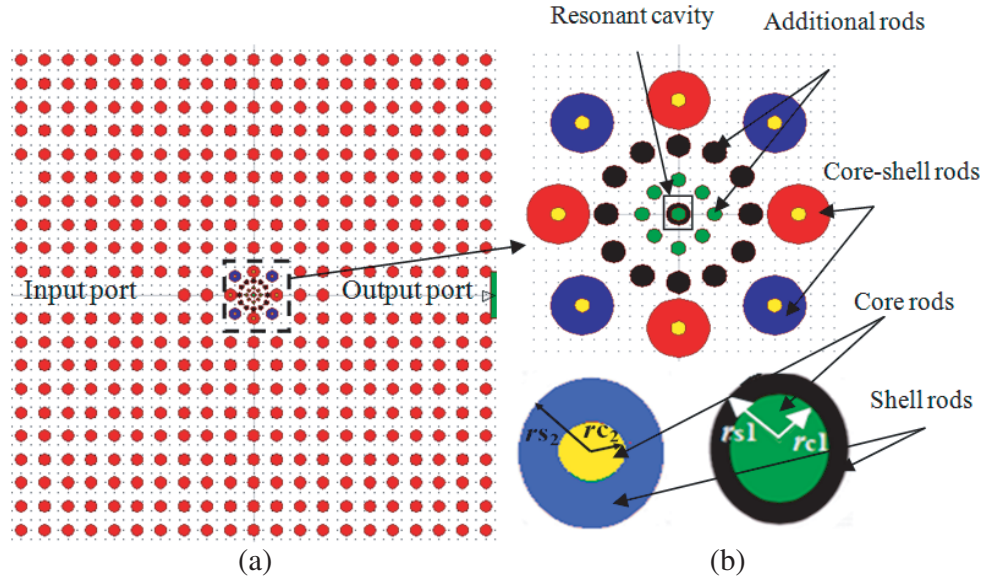 Resonant cavity
Additional rods
Core-shell rods
Input port
Output port
Core rods
Shell rods
rs2
rc2
rs1
rc1
(a)
(b)